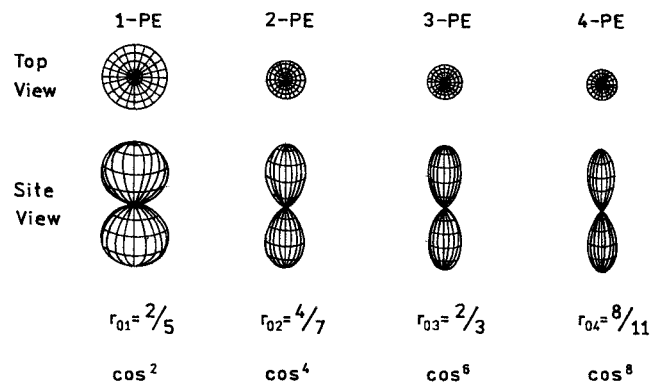 1-PE 2-PE 3-PE 4-PE
Top
View
Site
View
r₀₁= 2/5 r₀₂= 4/7 r₀₃= 2/3 r₀₄= 8/11
cos² cos⁴ cos⁶ cos⁸